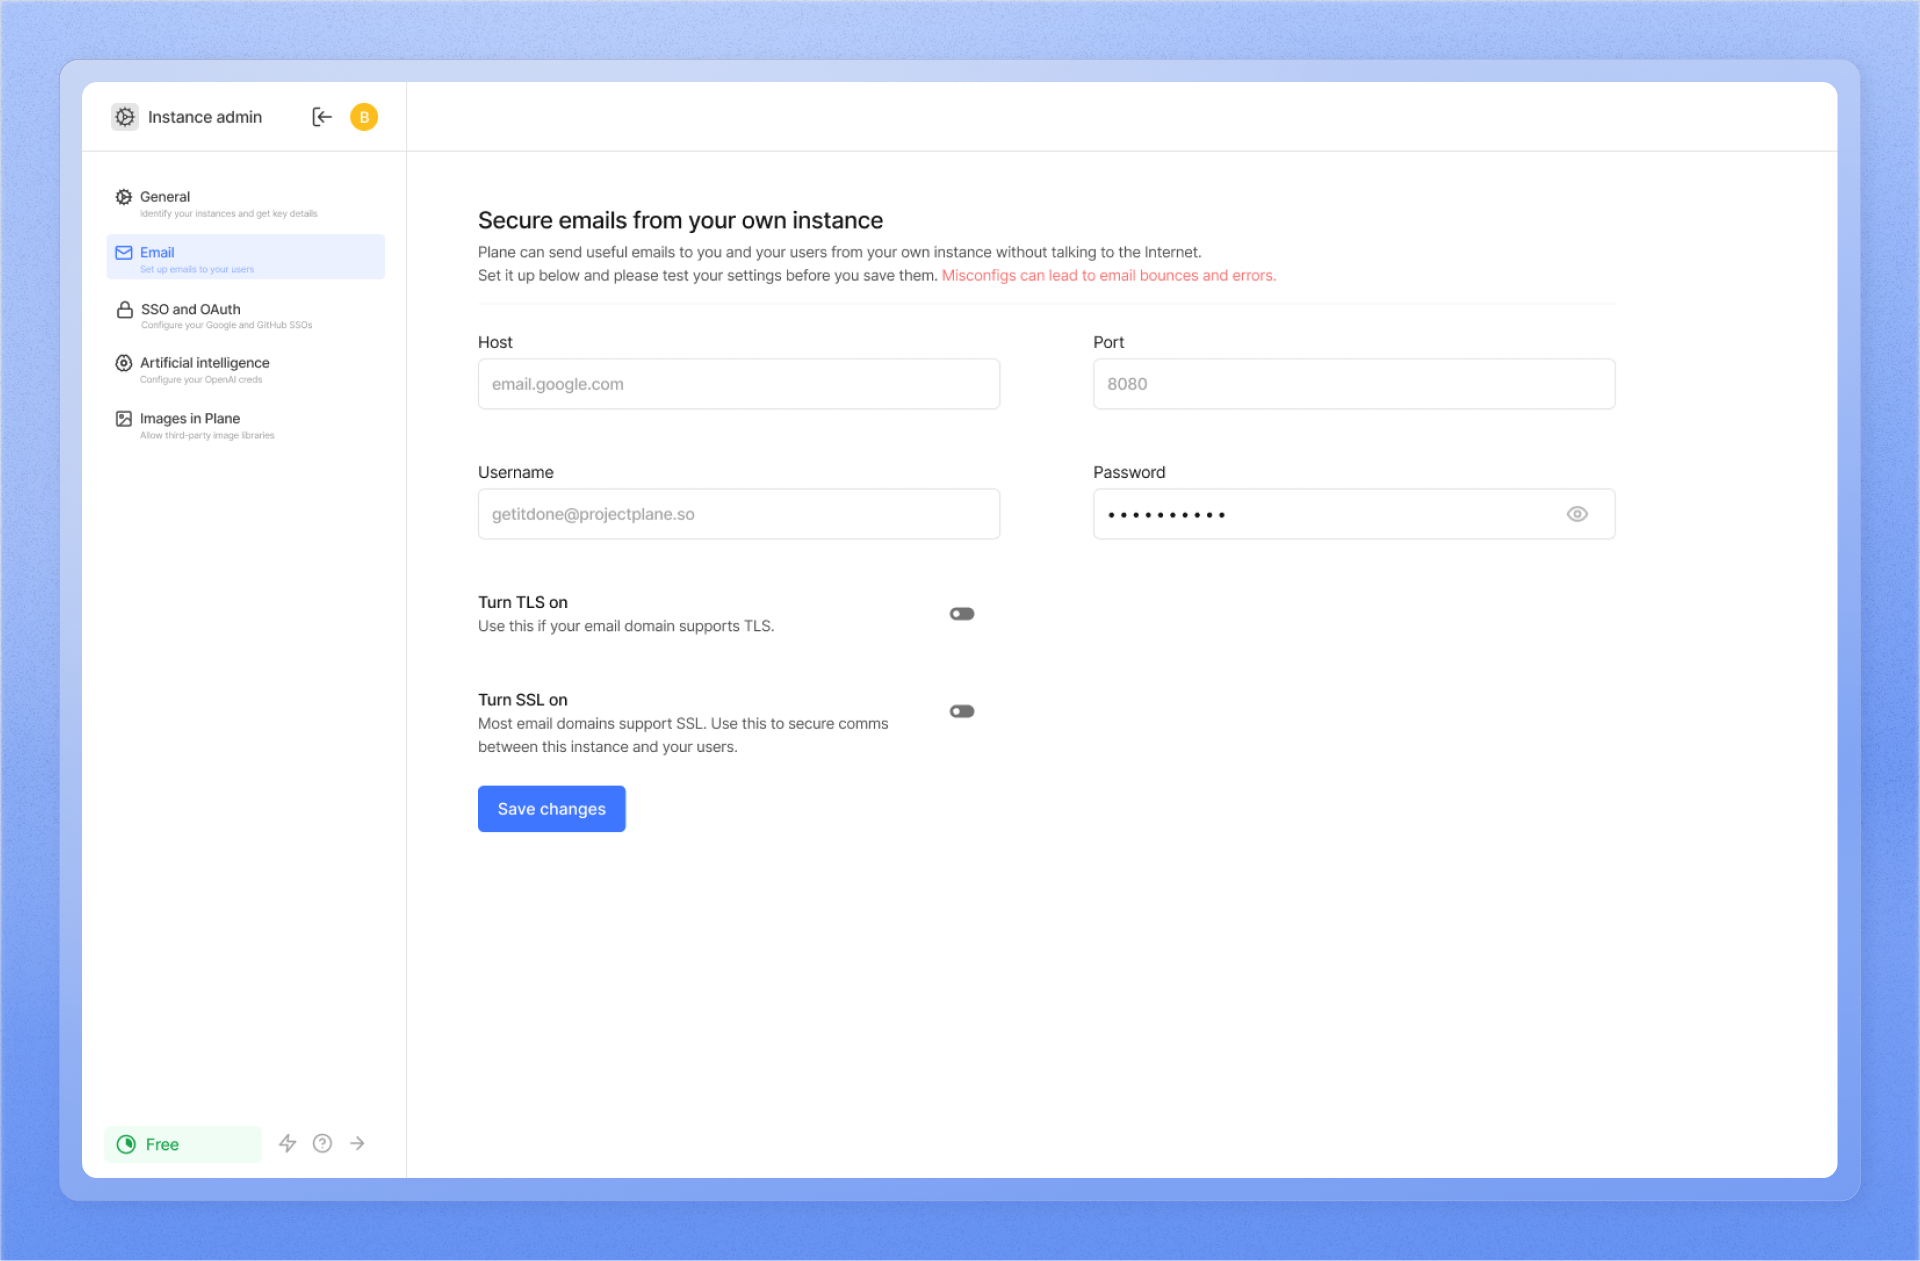 Instance admin
B
General
Identify your instances and get key details
Email
Set up emails to your users
SSO and OAuth
Configure your Google and GitHub SSOs
Artificial intelligence
Configure your OpenAI creds
Images in Plane
Allow third-party image libraries
Free
Secure emails from your own instance
Plane can send useful emails to you and your users from your own instance without talking to the Internet.
Set it up below and please test your settings before you save them. Misconfigs can lead to email bounces and errors.
Host
Port
email.google.com
8080
Username
Password
getitdone@projectplane.so
••••••••••
Turn TLS on
Use this if your email domain supports TLS.
Turn SSL on
Most email domains support SSL. Use this to secure comms
between this instance and your users.
Save changes